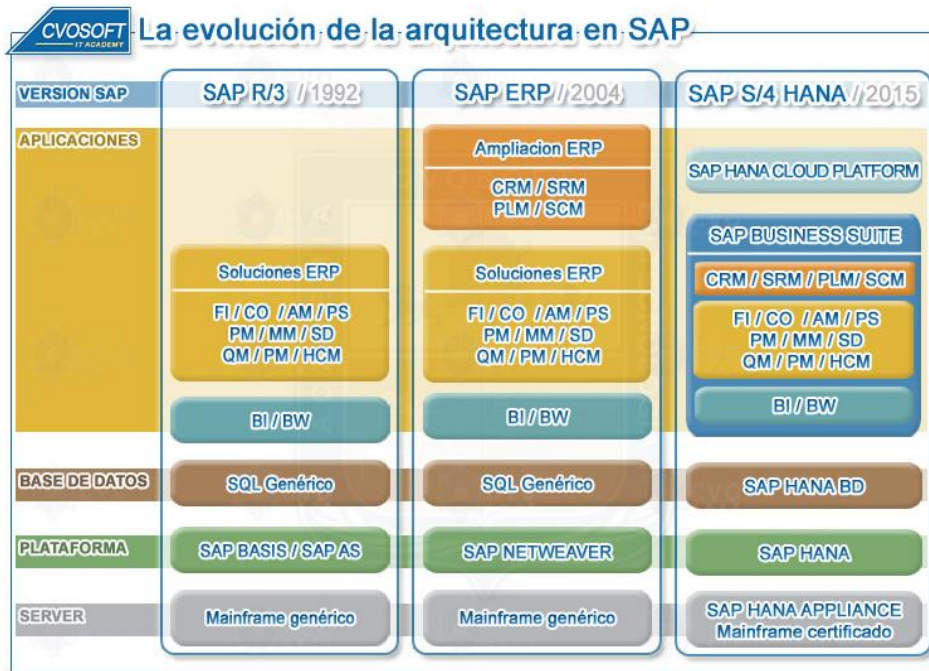 CVOSOFT
IT ACADEMY
La evolución de la arquitectura en SAP
VERSION SAP
SAP R/3 // 1992
SAP ERP // 2004
SAP S/4 HANA // 2015
APLICACIONES
Soluciones ERP
FI / CO / AM / PS
PM / MM / SD
QM / PM / HCM
BI / BW
Ampliacion ERP
CRM / SRM
PLM / SCM
Soluciones ERP
FI / CO / AM / PS
PM / MM / SD
QM / PM / HCM
BI / BW
SAP HANA CLOUD PLATFORM
SAP BUSINESS SUITE
CRM / SRM / PLM/ SCM
FI / CO / AM / PS
PM / MM / SD
QM / PM / HCM
BI / BW
BASE DE DATOS
SQL Genérico
SQL Genérico
SAP HANA BD
PLATAFORMA
SAP BASIS / SAP AS
SAP NETWEAVER
SAP HANA
SERVER
Mainframe genérico
Mainframe genérico
SAP HANA APPLIANCE
Mainframe certificado